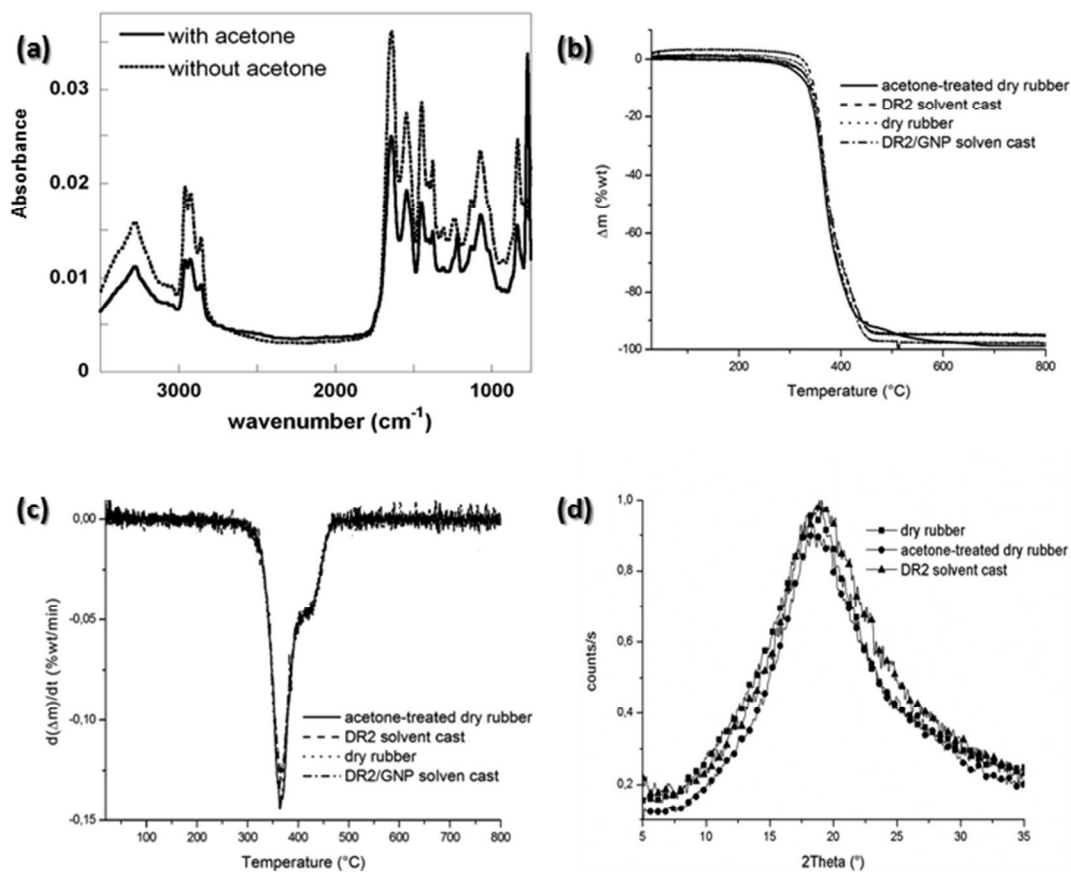 (a)
with acetone
without acetone
Absorbance
0.03
0.02
0.01
0
3000
2000
1000
wavenumber (cm⁻¹)
(b)
acetone-treated dry rubber
DR2 solvent cast
dry rubber
DR2/GNP solven cast
Δm (%wt)
0
-20
-40
-60
-80
-100
200
400
600
800
Temperature (°C)
(c)
0,00
-0,05
-0,10
-0,15
d(Δm)/dt (%wt/min)
acetone-treated dry rubber
DR2 solvent cast
dry rubber
DR2/GNP solven cast
100
200
300
400
500
600
700
800
Temperature (°C)
(d)
dry rubber
acetone-treated dry rubber
DR2 solvent cast
counts/s
1,0
0,8
0,6
0,4
0,2
5
10
15
20
25
30
35
2Theta (°)